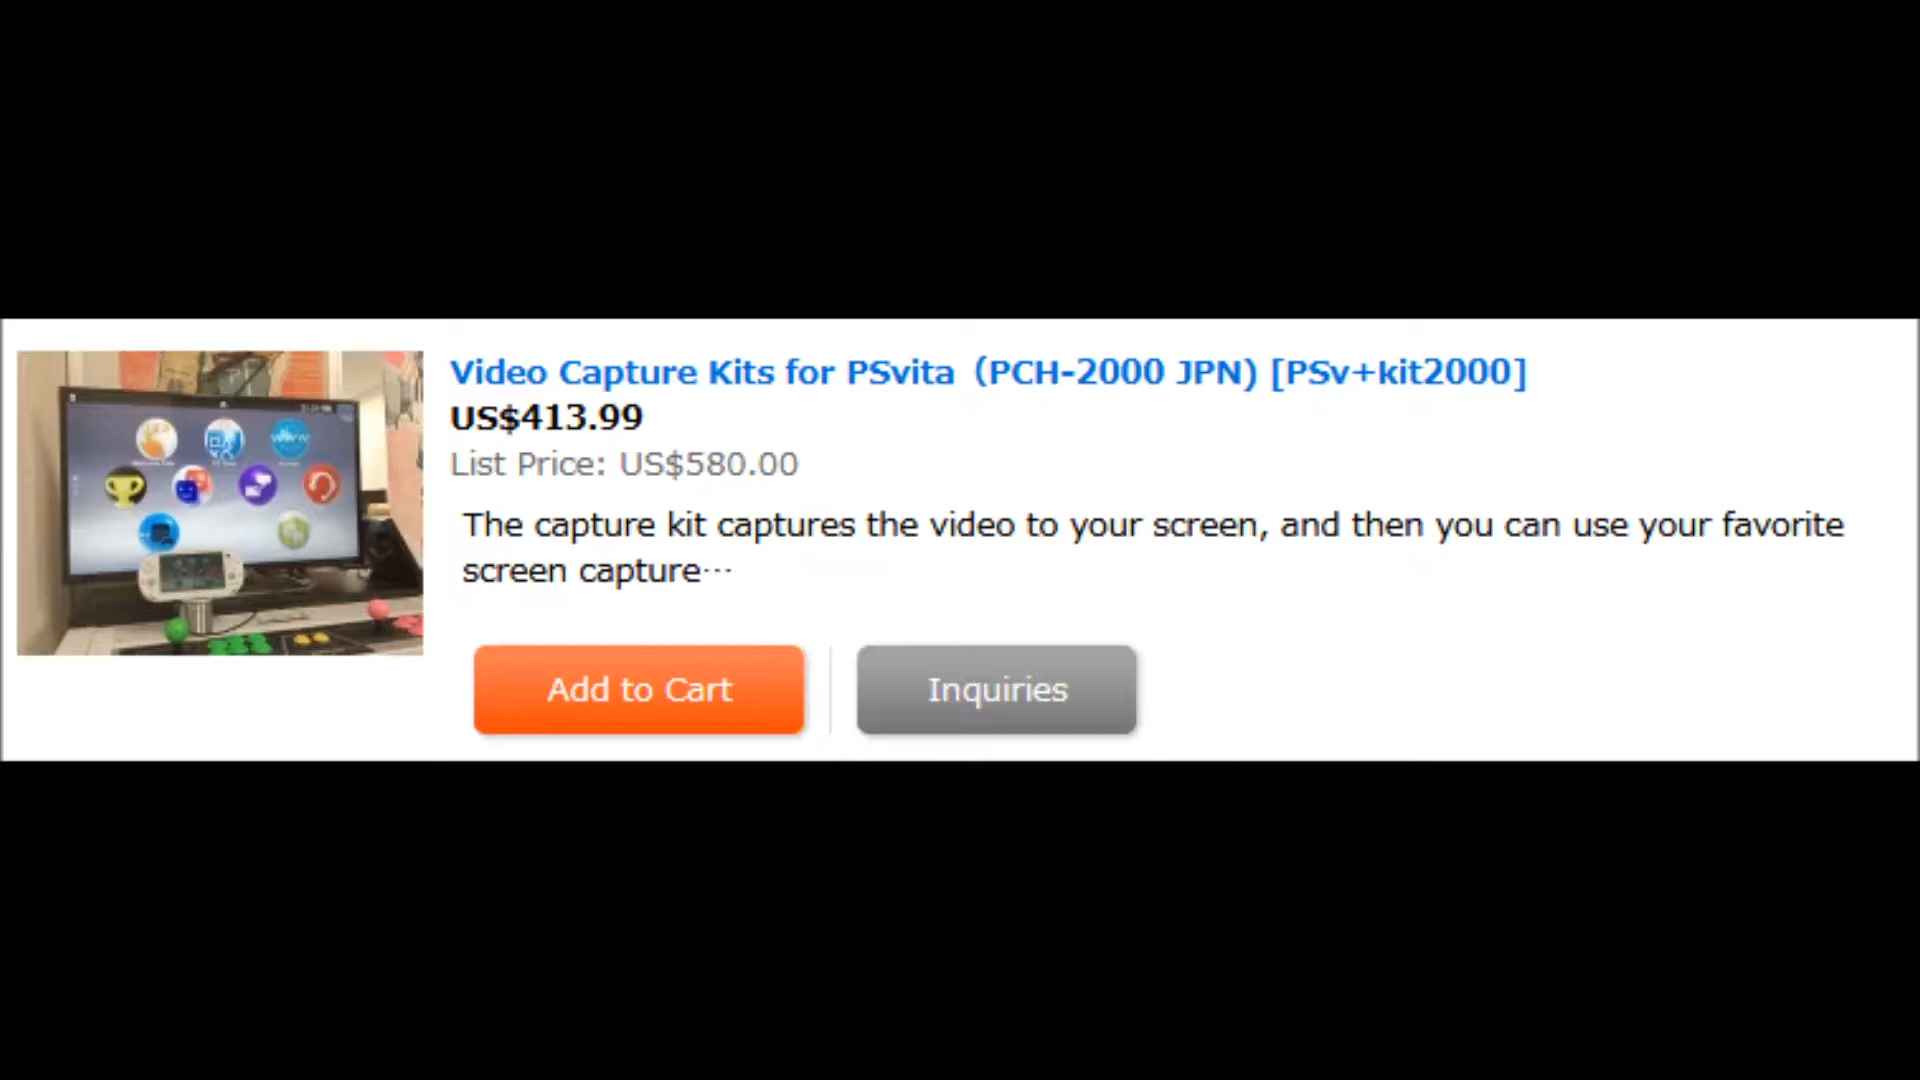 Video Capture Kits for PSvita（PCH-2000 JPN) [PSv+kit2000]
US$413.99
List Price: US$580.00
The capture kit captures the video to your screen, and then you can use your favorite
screen capture···
Add to Cart
Inquiries
www